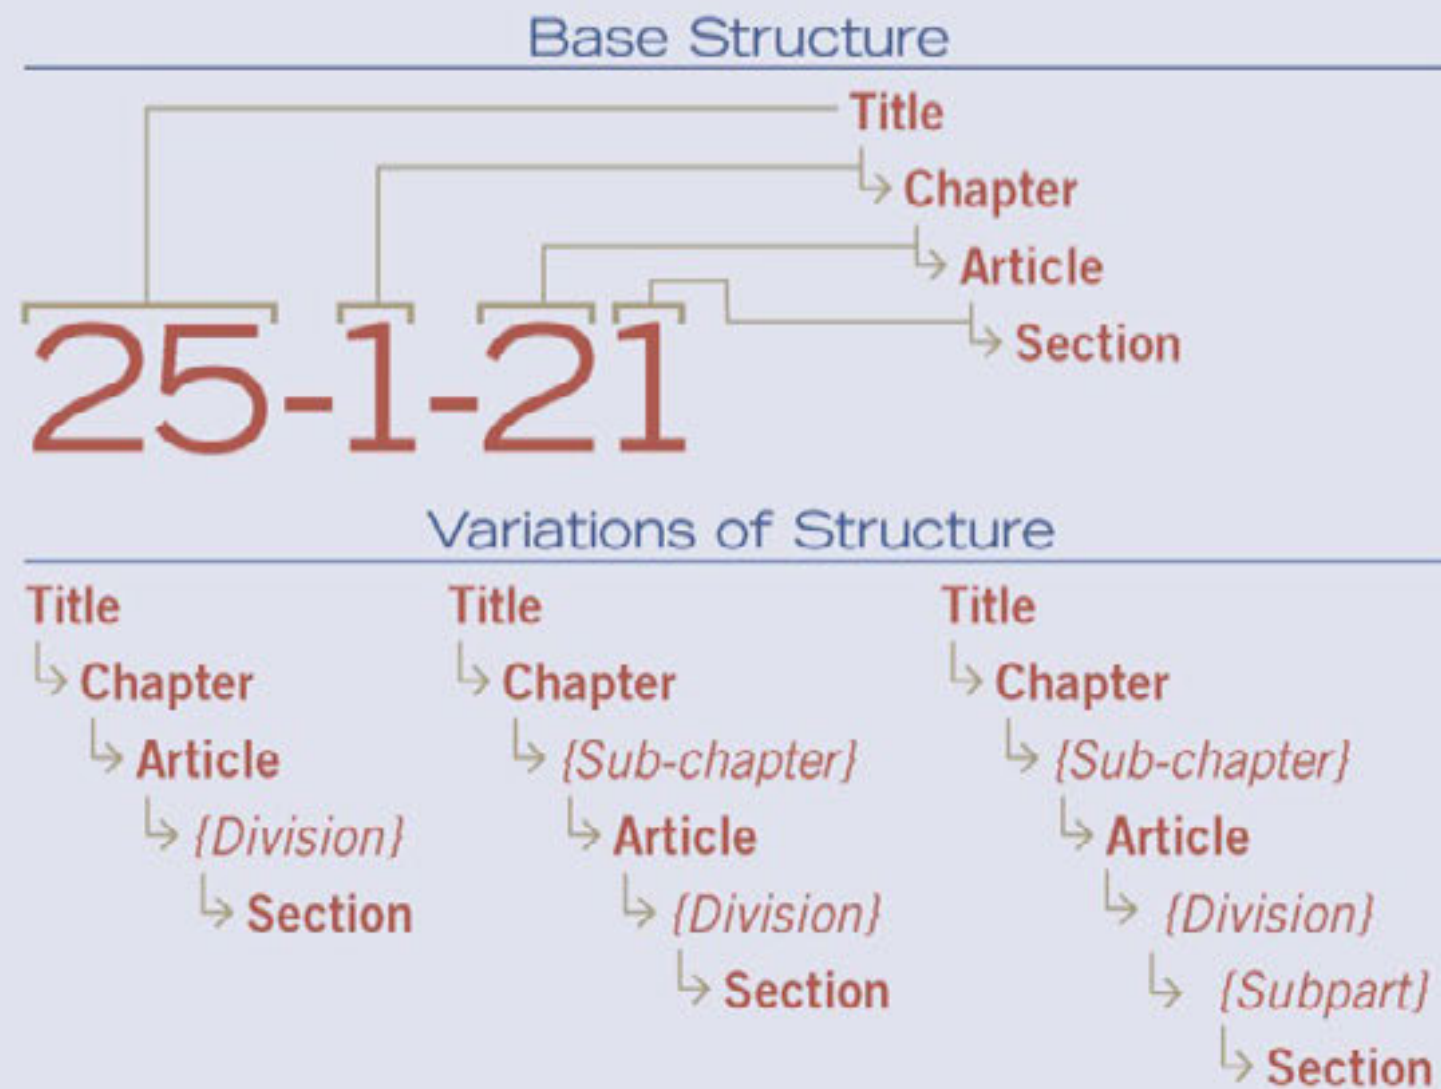 Base Structure
Title
Chapter
Article
Section
25-1-21
Variations of Structure
Title
Chapter
Article
{Division}
Section
Title
Chapter
{Sub-chapter}
Article
{Division}
Section
Title
Chapter
{Sub-chapter}
Article
{Division}
{Subpart}
Section